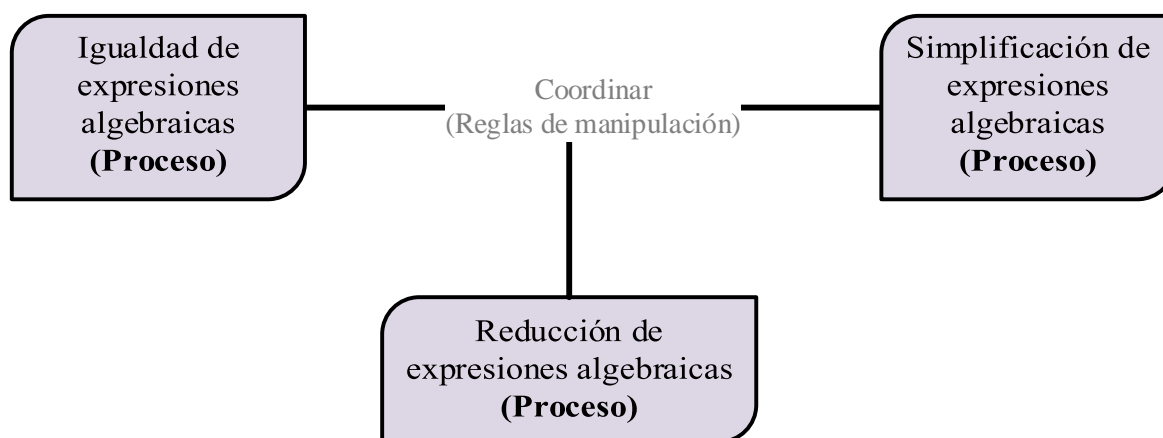 Igualdad de
expresiones
algebraicas
(Proceso)
Coordinar
(Reglas de manipulación)
Simplificación de
expresiones
algebraicas
(Proceso)
Reducción de
expresiones algebraicas
(Proceso)